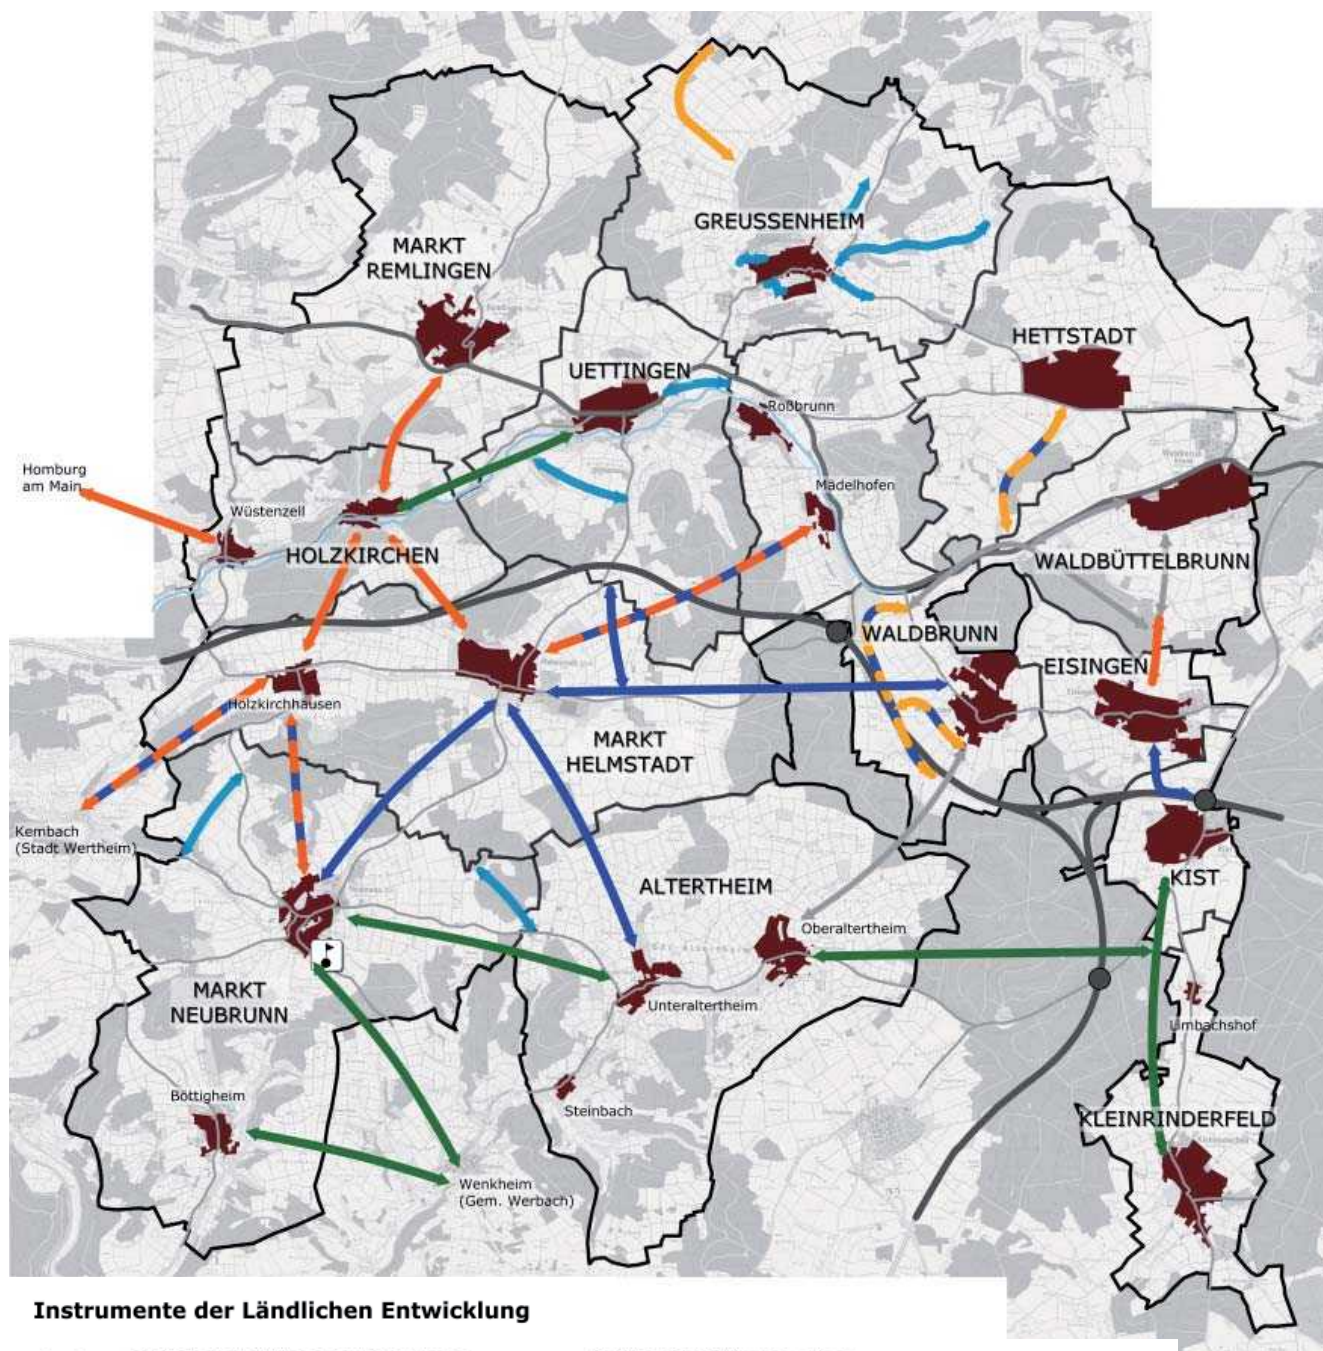 GREUSSENHEIM
MARKT
REMLINGEN
HETTSTADT
UETTINGEN
Roßbrunn
Homburg
am Main
Mädelhofen
Wüstenzell
HOLZKIRCHEN
WALDBÜTTELBRUNN
WALDBRUNN
EISINGEN
Holzkirchhausen
MARKT
HELMSTADT
Kembach
(Stadt Wertheim)
ALTERTHEIM
KIST
Oberaltertheim
MARKT
NEUBRUNN
Unteraltertheim
Limbachshof
Böttigheim
Steinbach
KLEINRINDERFELD
Wenkheim
(Gem. Werbach)
Instrumente der Ländlichen Entwicklung